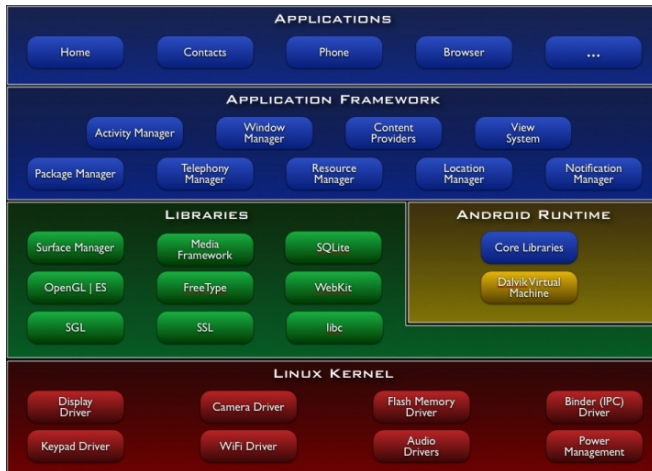 APPLICATIONS
Home
Contacts
Phone
Browser
...
APPLICATION FRAMEWORK
Activity Manager
Window
Manager
Content
Providers
View
System
Package Manager
Telephony
Manager
Resource
Manager
Location
Manager
Notification
Manager
LIBRARIES
Surface Manager
Media
Framework
SQLite
OpenGL | ES
FreeType
WebKit
SGL
SSL
libc
ANDROID RUNTIME
Core Libraries
Dalvik Virtual
Machine
LINUX KERNEL
Display
Driver
Camera Driver
Flash Memory
Driver
Binder (IPC)
Driver
Keypad Driver
WiFi Driver
Audio
Drivers
Power
Management